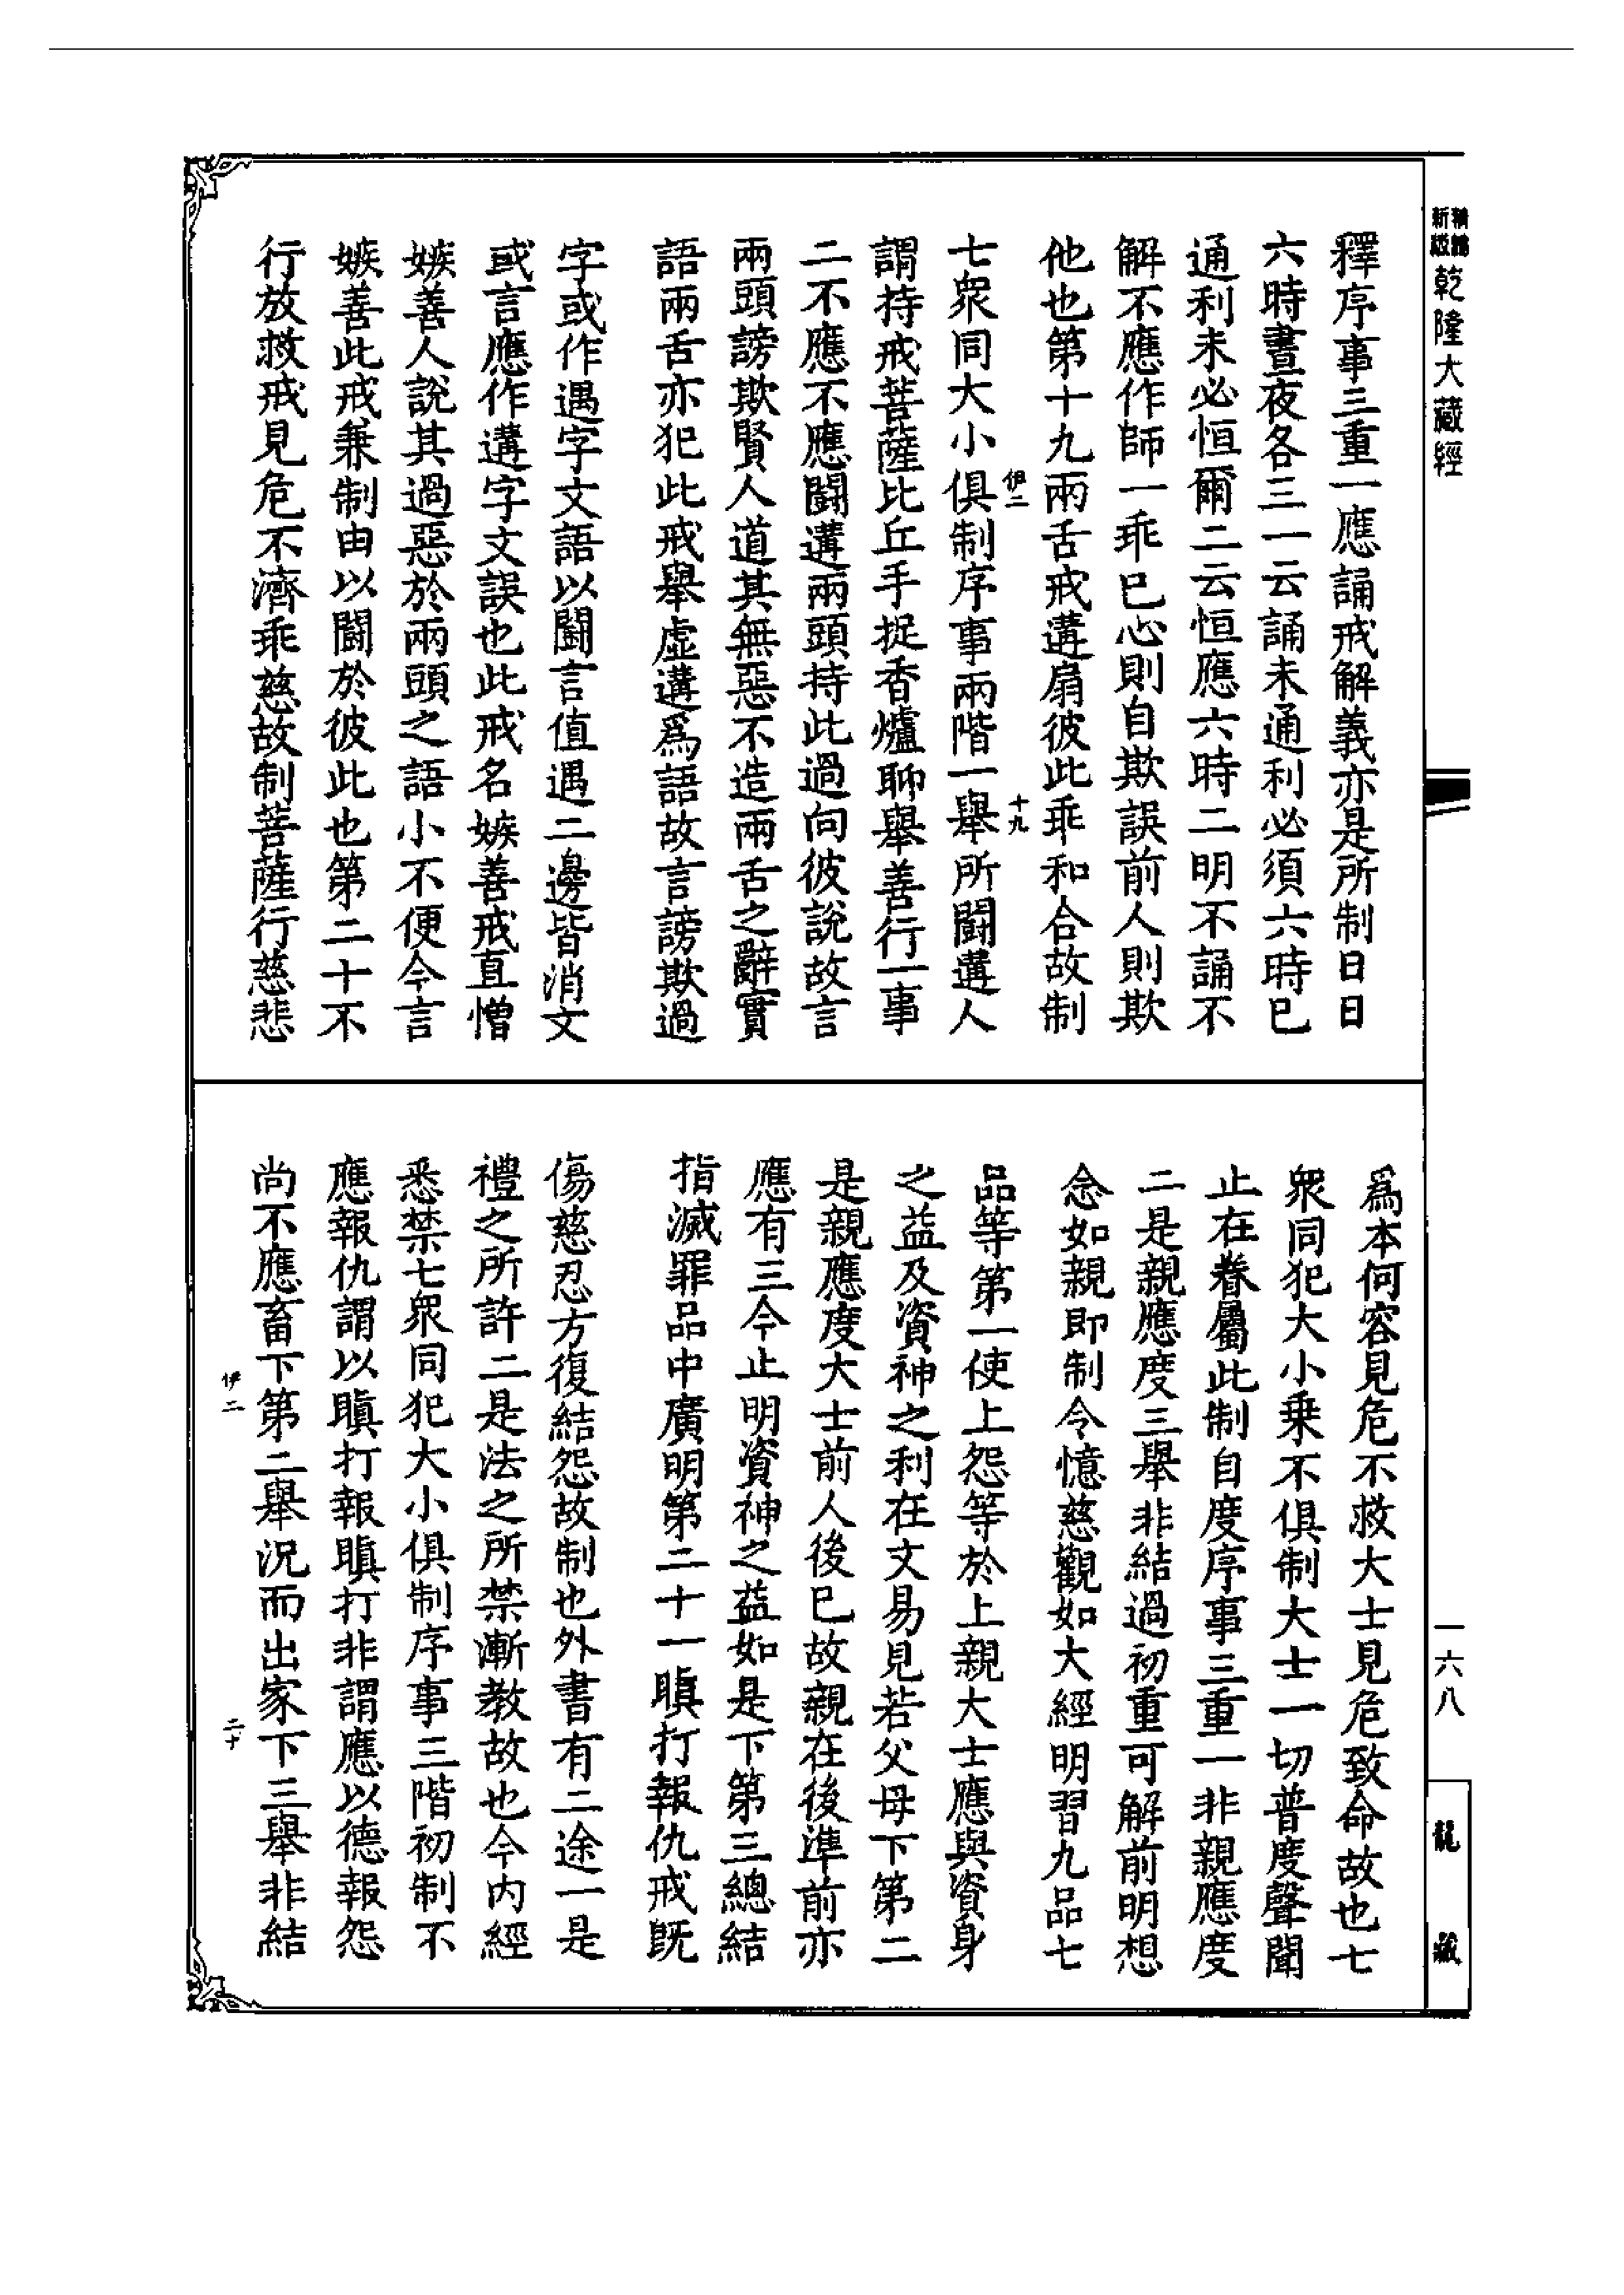 新編縮本乾隆大藏經
釋序事三重一應誦戒解義亦是所制日日
六時晝夜各三一云誦未通利必須六時已
通利未必恒爾二云恒應六時二明不誦不
解不應作師一乖已心則自欺誤前人則欺
他也第十九兩舌戒遘扇彼此乖和合故制
伊二
十九
七衆同大小俱制序事兩階一舉所鬪遘人
謂持戒菩薩比丘手捉香爐聊舉善行一事
二不應不應鬪遘兩頭持此過向彼說故言
兩頭謗欺賢人道其無惡不造兩舌之辭實
語兩舌亦犯此戒舉虛遘爲語故言謗欺過
字或作遇字文語以鬪言值遇二邊皆消文
或言應作遘字文誤也此戒名嫉善戒直憎
嫉善人說其過惡於兩頭之語小不便今言
嫉善此戒兼制由以鬪於彼此也第二十不
行放救戒見危不濟乖慈故制菩薩行慈悲
爲本何容見危不救大士見危致命故也七
衆同犯大小乗不俱制大士一切普度聲聞
止在眷屬此制自度序事三重一非親應度
二是親應度三舉非結過初重可解前明想
念如親即制令憶慈觀如大經明習九品七
品等第一使上怨等於上親大士應與資身
之益及資神之利在文易見若父母下第二
是親應度大士前人後已故親在後準前亦
應有三今止明資神之益如是下第三總結
指滅罪品中廣明第二十一瞋打報仇戒旣
傷慈忍方復結怨故制也外書有二途一是
禮之所許二是法之所禁漸教故也今内經
悉禁七衆同犯大小俱制序事三階初制不
應報仇謂以瞋打報瞋打非謂應以德報怨
尚不應畜下第二舉況而出家下三舉非結
伊二
二十
一六八
龍藏